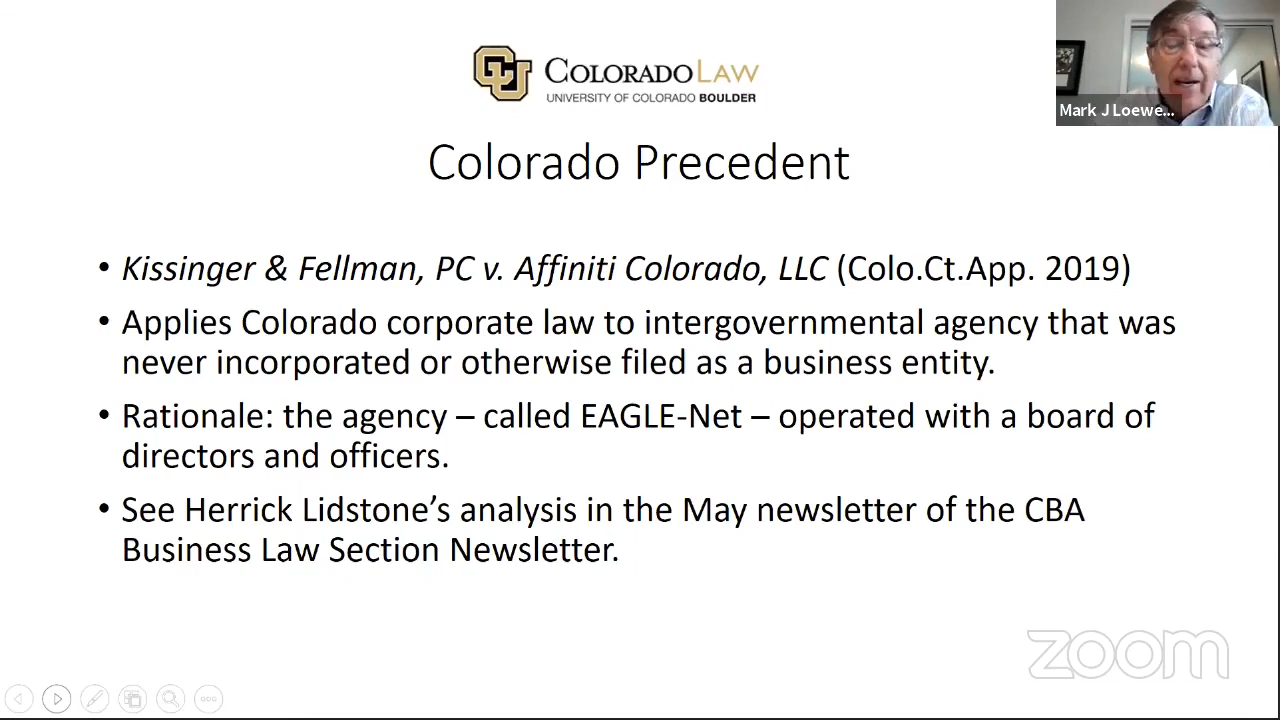 COLORADO LAW
UNIVERSITY OF COLORADO BOULDER
Mark J Loewe...
Colorado Precedent
• Kissinger & Fellman, PC v. Affiniti Colorado, LLC (Colo.Ct.App. 2019)
• Applies Colorado corporate law to intergovernmental agency that was
never incorporated or otherwise filed as a business entity.
• Rationale: the agency – called EAGLE-Net – operated with a board of
directors and officers.
• See Herrick Lidstone’s analysis in the May newsletter of the CBA
Business Law Section Newsletter.
zoom